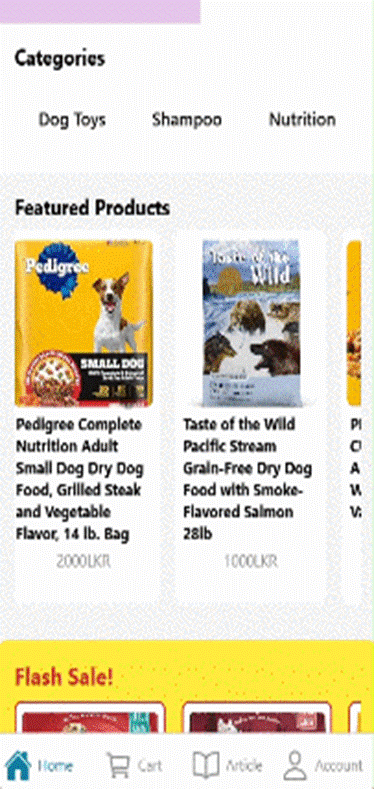 Categories
Dog Toys Shampoo Nutrition
Featured Products
Pedigree
SMALL DOG
Taste of the
Wild
Pedigree Complete
Nutrition Adult
Small Dog Dry Dog
Food, Grilled Steak
and Vegetable
Flavor, 14 lb. Bag
2000LKR
Taste of the Wild
Pacific Stream
Grain-Free Dry Dog
Food with Smoke-
Flavored Salmon
28lb
1000LKR
Flash Sale!
Home Cart Article Account